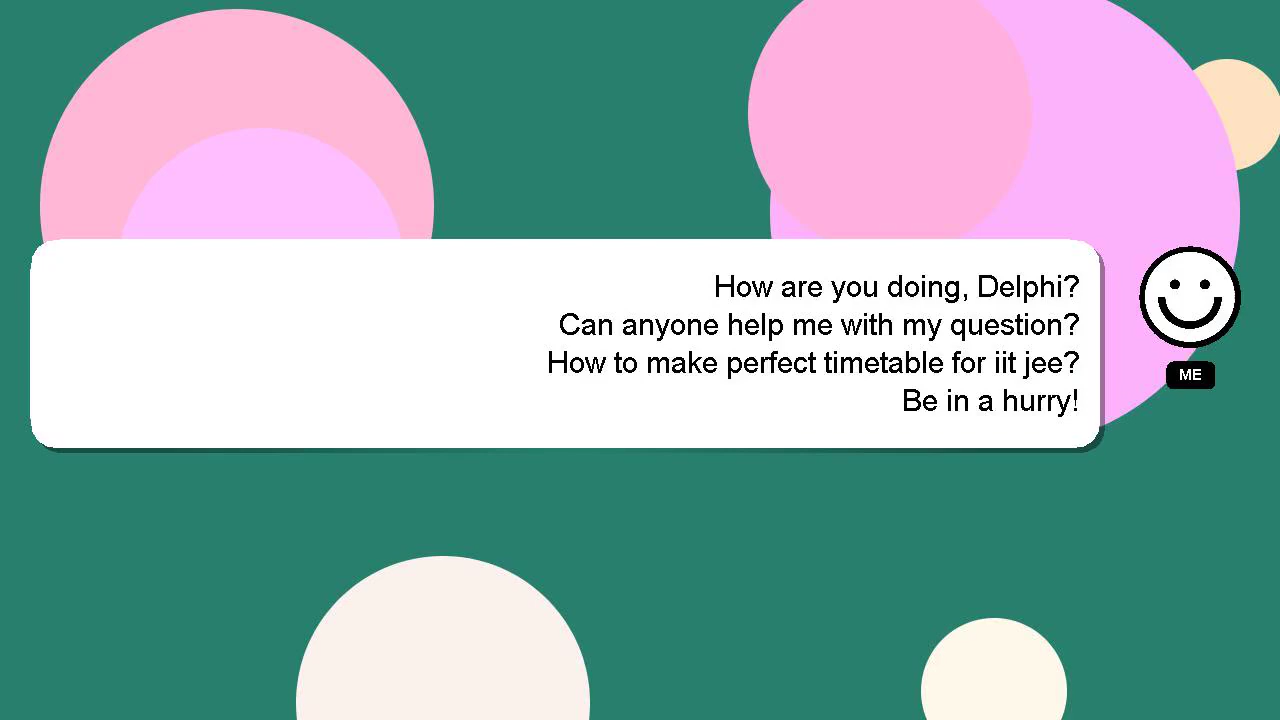 How are you doing, Delphi?
Can anyone help me with my question?
How to make perfect timetable for iit jee?
Be in a hurry!
ME